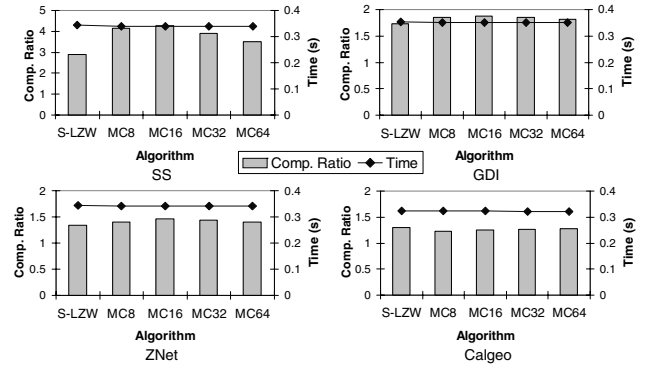 5
4
3
2
1
0
0.4
0.3
0.2
0.1
0
Comp. Ratio
Time (s)
S-LZW MC8 MC16 MC32 MC64
Algorithm
SS
2
1.5
1
0.5
0
0.4
0.3
0.2
0.1
0
Comp. Ratio
Time (s)
S-LZW MC8 MC16 MC32 MC64
Algorithm
GDI
Comp. Ratio Time
2
1.5
1
0.5
0
0.4
0.3
0.2
0.1
0
Comp. Ratio
Time (s)
S-LZW MC8 MC16 MC32 MC64
Algorithm
ZNet
2
1.5
1
0.5
0
0.4
0.3
0.2
0.1
0
Comp. Ratio
Time (s)
S-LZW MC8 MC16 MC32 MC64
Algorithm
Calgeo